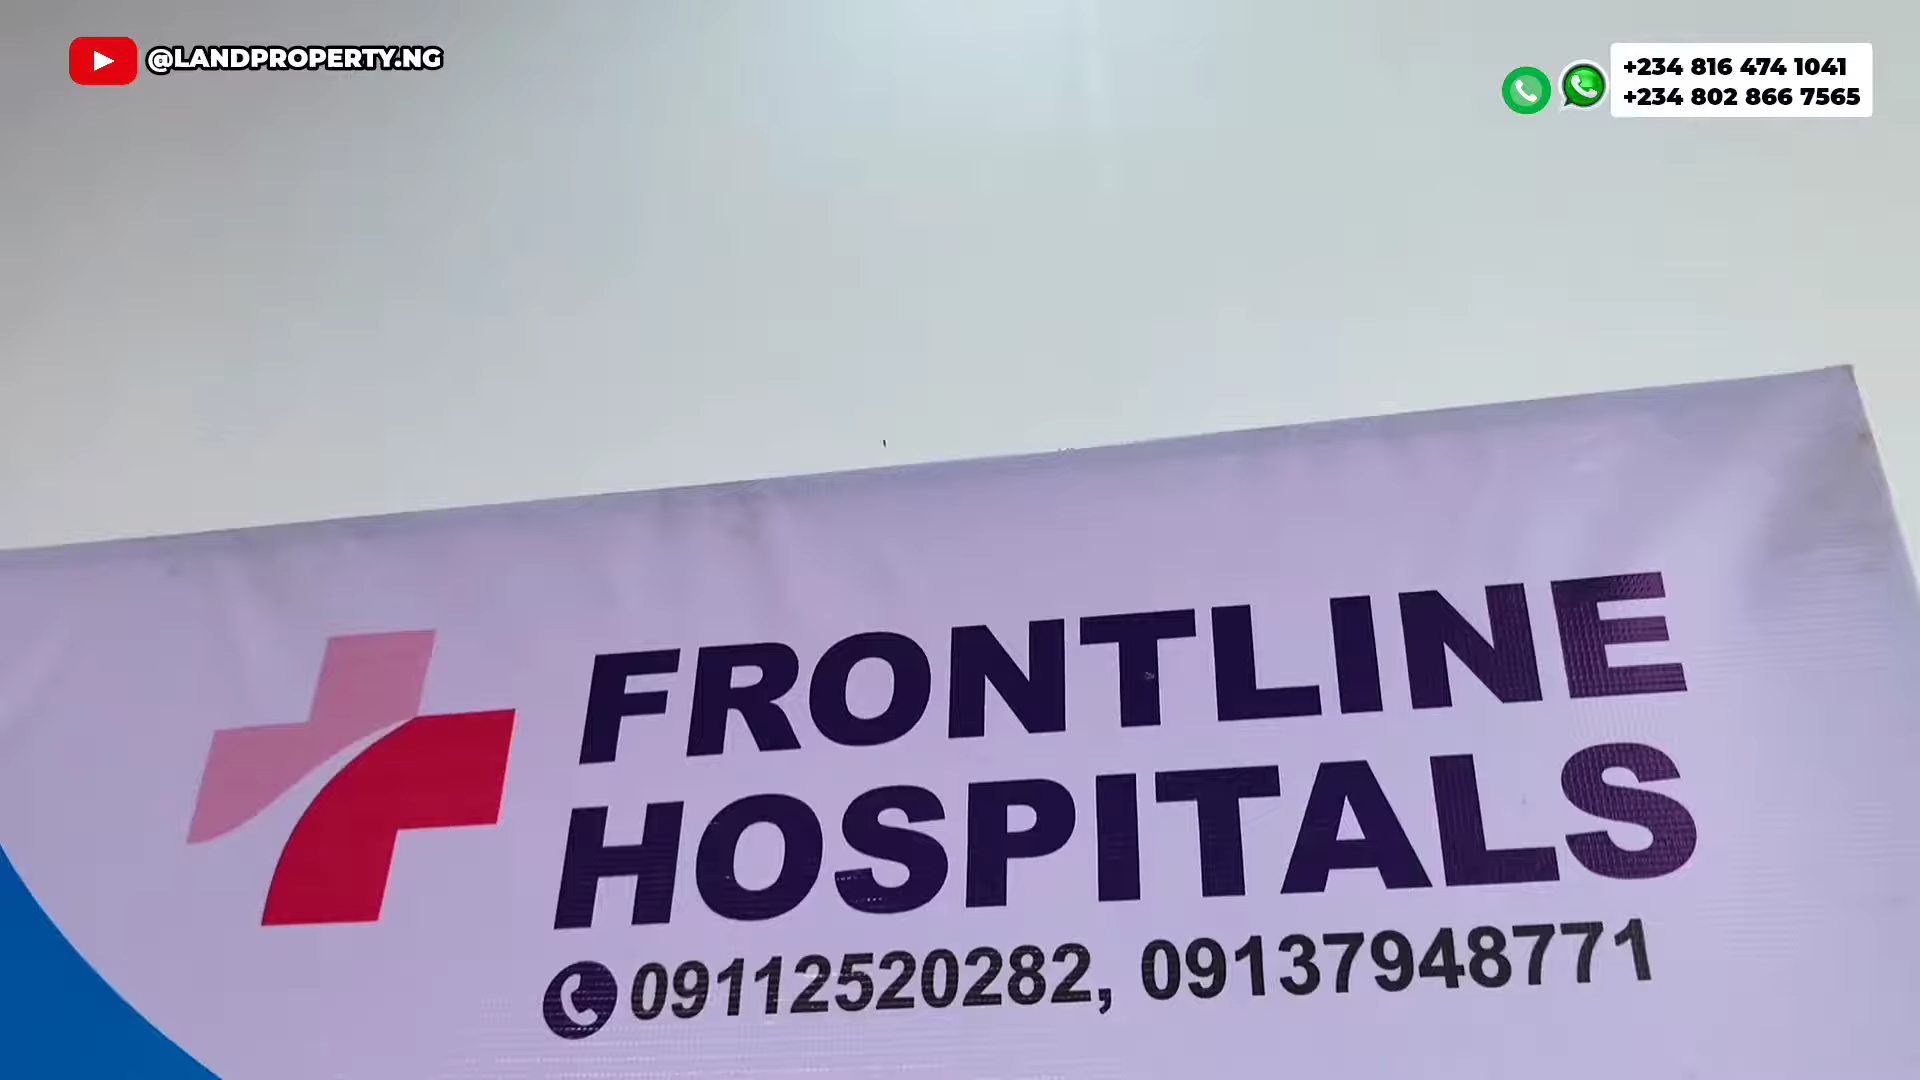 @LANDPROPERTY.NG
+234 816 474 1041
+234 802 866 7565
FRONTLINE
HOSPITALS
09112520282, 09137948771